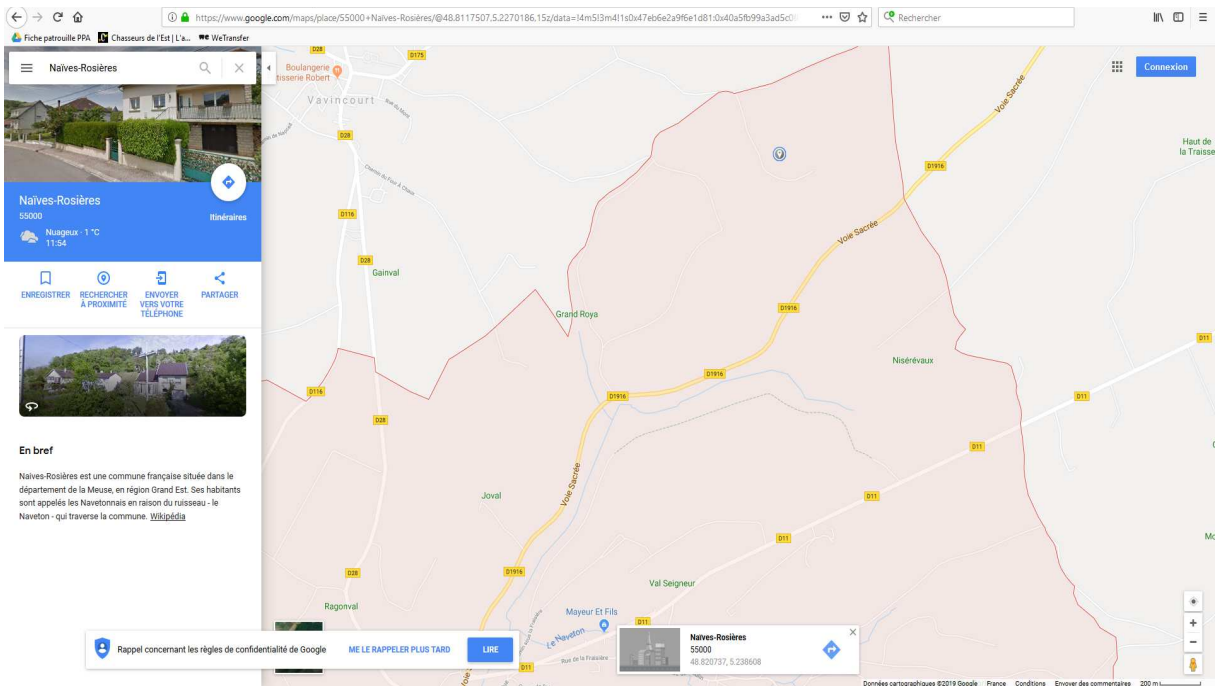 https://www.google.com/maps/place/55000+Naïves-Rosières/@48.8117507,5.2270186,15z/data=!4m5!3m4!1s0x47eb6e2a9f6e1d81:0x40a5fb99a3ad5c0
Rechercher
Fiche patrouille PPA
Chasseurs de l'Est | L'a...
WeTransfer
Naïves-Rosières
Connexion
Naïves-Rosières
55000
Itinéraires
Nuageux · 1 °C
11:54
ENREGISTRER
RECHERCHER
À PROXIMITÉ
ENVOYER
VERS VOTRE
TÉLÉPHONE
PARTAGER
En bref
Naives-Rosières est une commune française située dans le
département de la Meuse, en région Grand Est. Ses habitants
sont appelés les Navetonnais en raison du ruisseau - le
Naveton - qui traverse la commune. Wikipédia
D28
D175
Boulangerie
tisserie Robert
Vavincourt
D28
Chemin du Four à Chaux
D116
D28
Gainval
Grand Roya
Voie Sacrée
Haut de
la Traisse
D1916
Voie Sacrée
D1916
D11
Nisérévaux
D1916
D116
D1916
D11
D28
D11
Voie Sacrée
Joval
D11
D11
D28
D1916
Val Seigneur
Ragonval
Mayeur Et Fils
D11
Le Naveton
Rue de la Fraisière
D11
Rappel concernant les règles de confidentialité de Google
ME LE RAPPELER PLUS TARD
LIRE
Naïves-Rosières
55000
48.820737, 5.238608
Données cartographiques ©2019 Google France Conditions Envoyer des commentaires 200 m